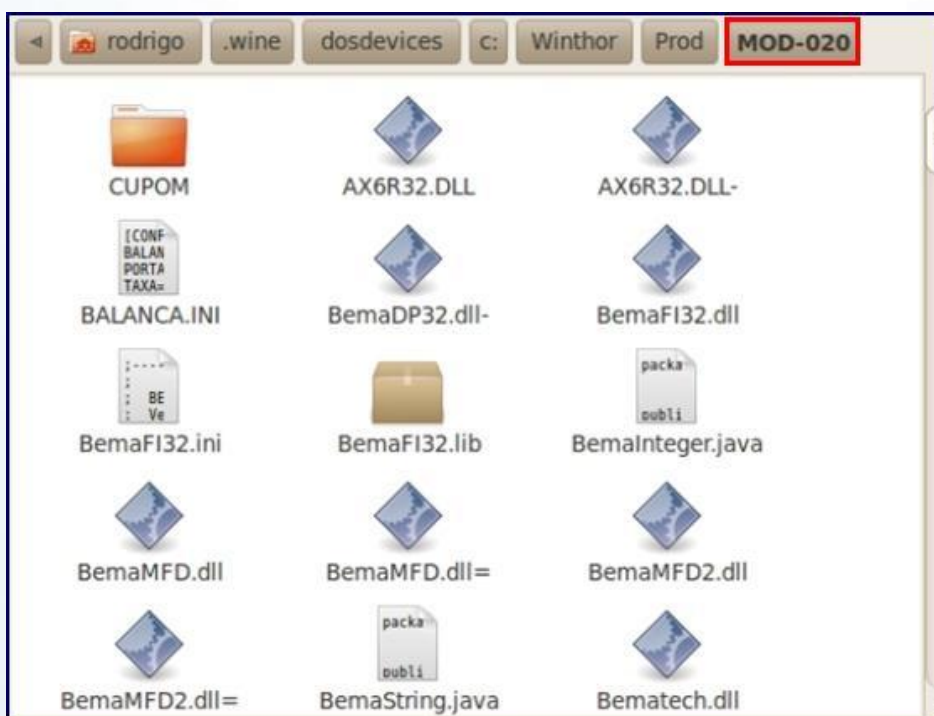 rodrigo .wine dosdevices c: Winthor Prod MOD-020
CUPOM AX6R32.DLL AX6R32.DLL-
[CONF
BALAN
PORTA
TAXA=
BALANCA.INI BemaDP32.dll- BemaFI32.dll
;----
;
; BE
; Ve
packa
publi
BemaFI32.ini BemaFI32.lib BemaInteger.java
BemaMFD.dll BemaMFD.dll= BemaMFD2.dll
packa
publi
BemaMFD2.dll= BemaString.java Bematech.dll